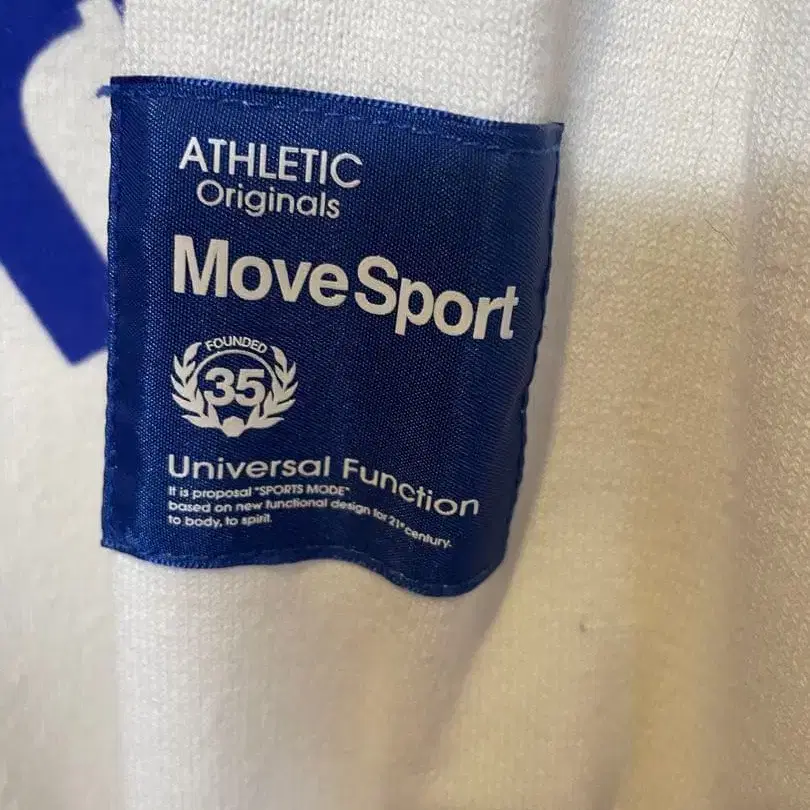 ATHLETIC
Originals
Move Sport
FOUNDED
35
Universal Function
It is proposal "SPORTS MODE"
based on new functional design for 21st century.
to body, to spirit.